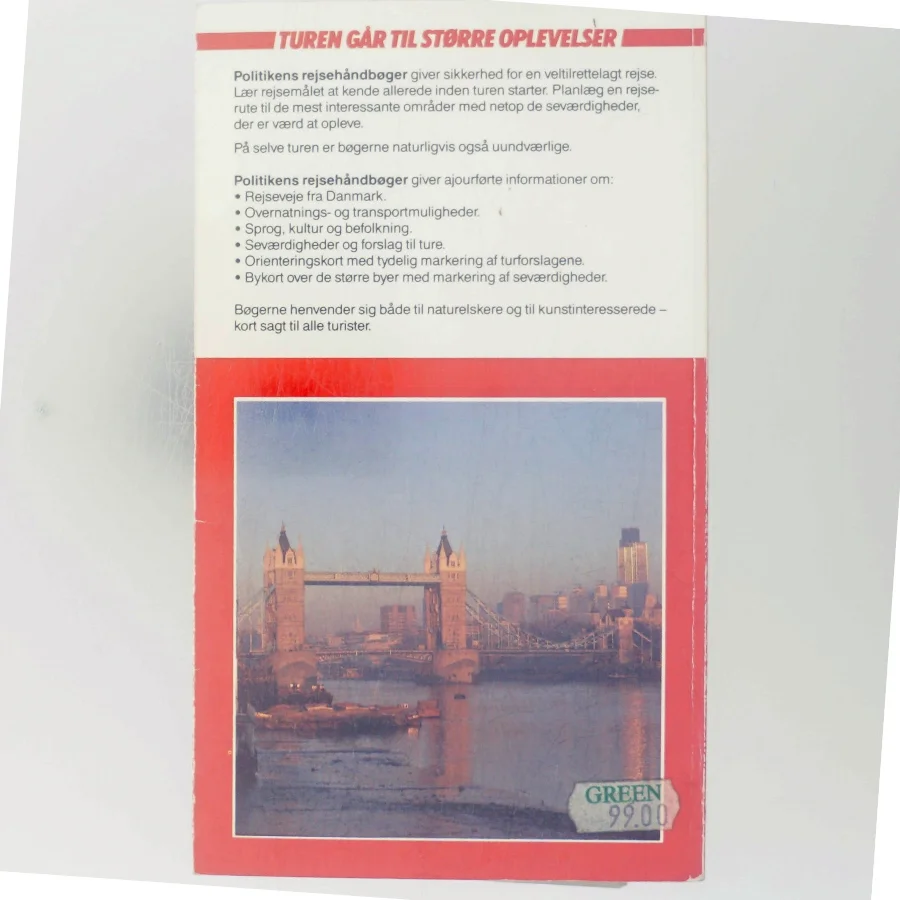 TUREN GÅR TIL STØRRE OPLEVELSER
Politikens rejsehåndbøger giver sikkerhed for en veltilrettelagt rejse.
Lær rejsemålet at kende allerede inden turen starter. Planlæg en rejse-
rute til de mest interessante områder med netop de seværdigheder,
der er værd at opleve.
På selve turen er bøgerne naturligvis også uundværlige.
Politikens rejsehåndbøger giver ajourførte informationer om:
• Rejseveje fra Danmark.
• Overnatnings- og transportmuligheder.
• Sprog, kultur og befolkning.
• Seværdigheder og forslag til ture.
• Orienteringskort med tydelig markering af turforslagene.
• Bykort over de større byer med markering af seværdigheder.
Bøgerne henvender sig både til naturelskere og til kunstinteresserede –
kort sagt til alle turister.
GREEN
99.00